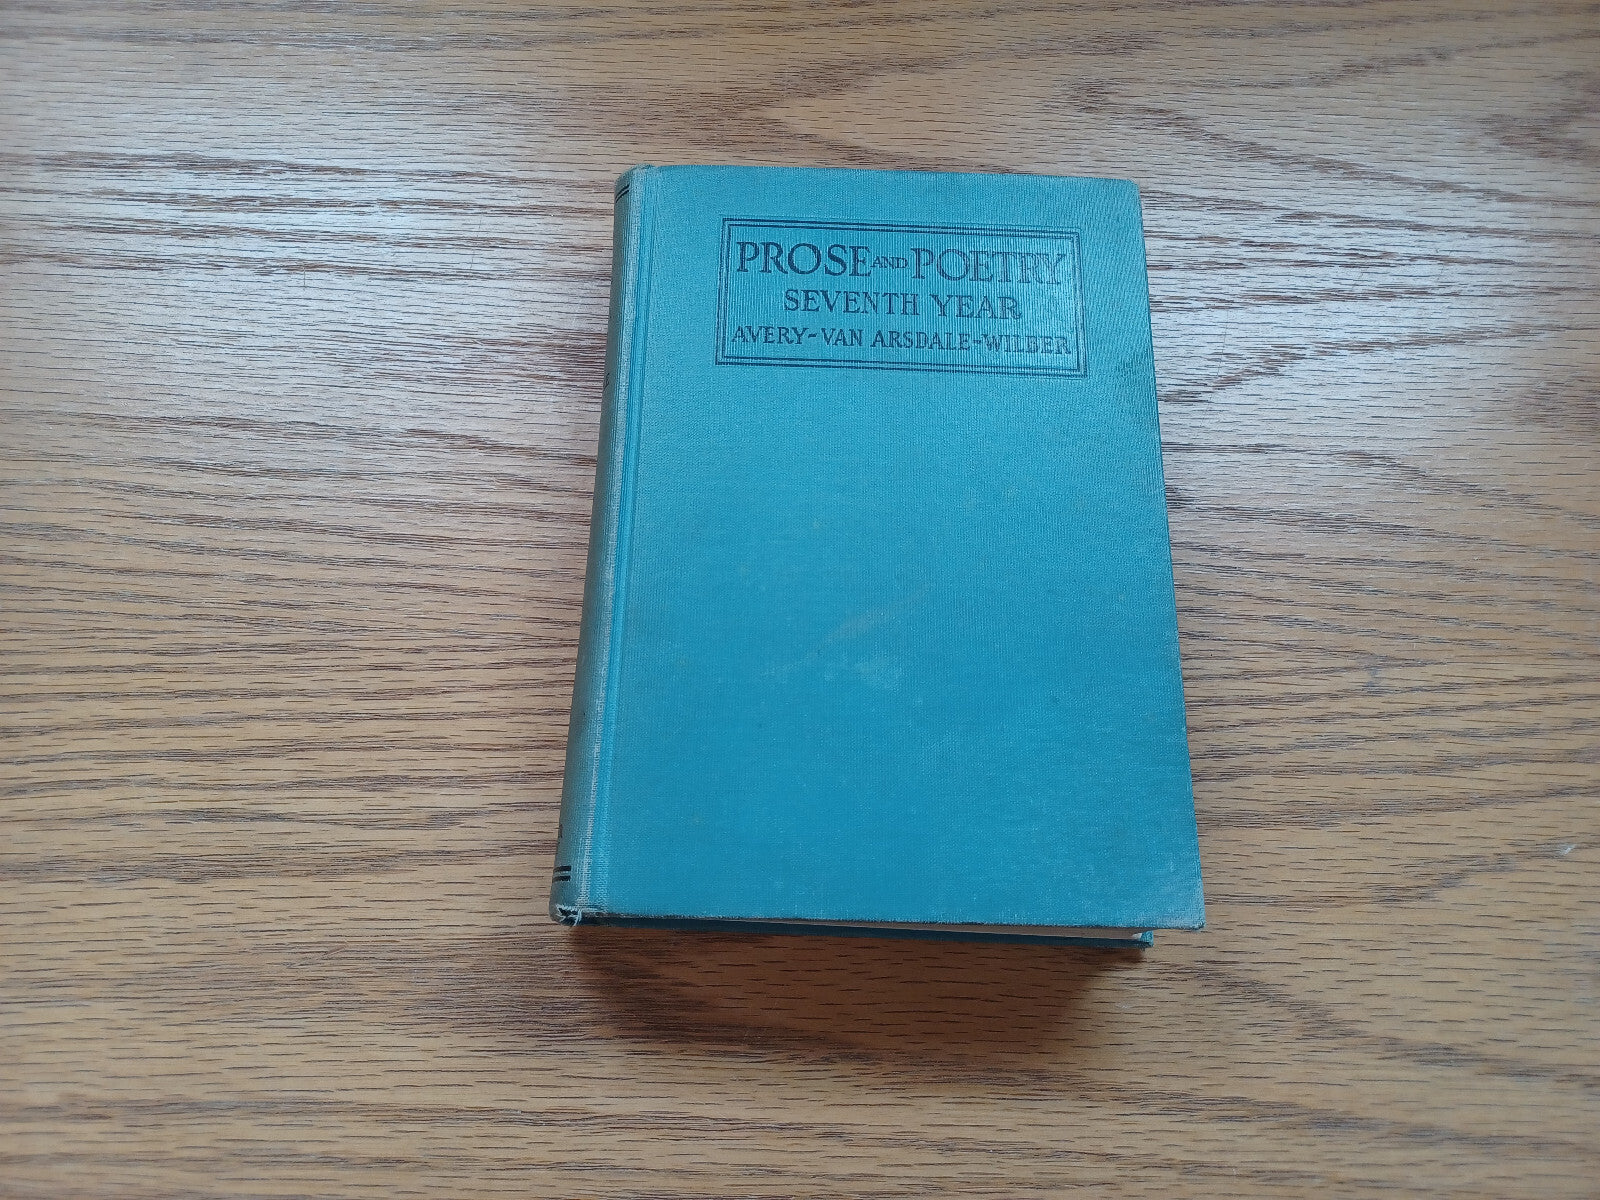 PROSE AND POETRY
SEVENTH YEAR
AVERY-VAN ARSDALE-WILBER